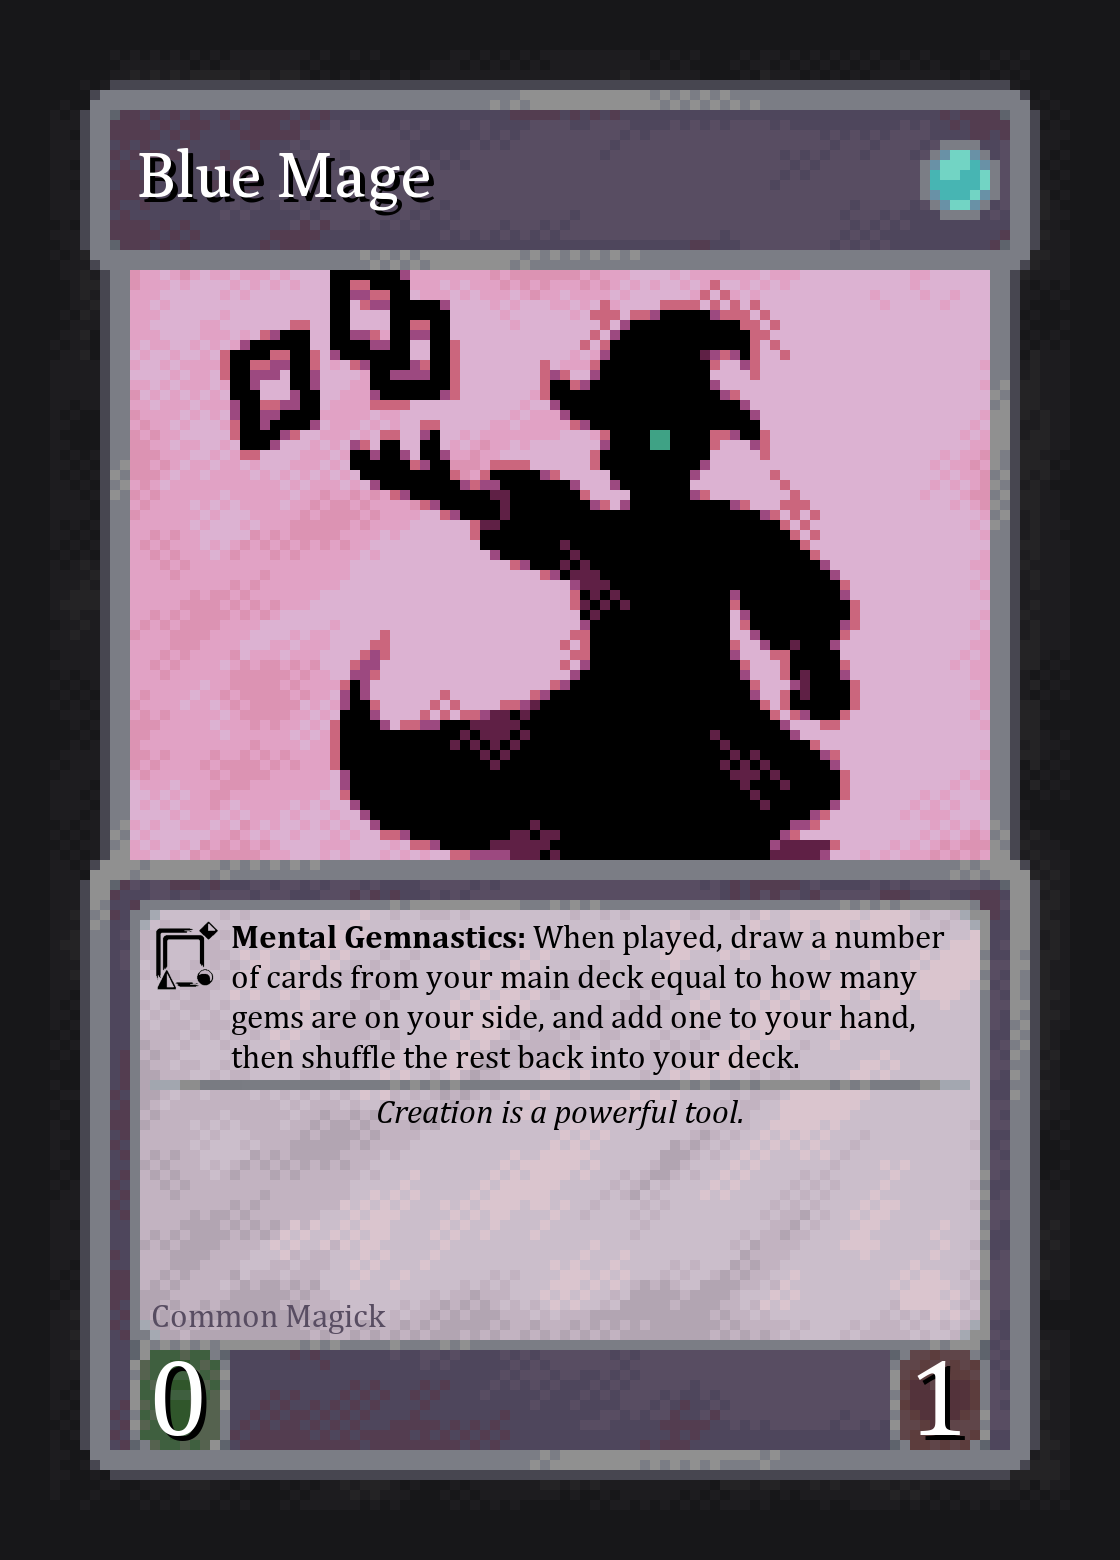 Blue Mage
Mental Gemnastics: When played, draw a number
of cards from your main deck equal to how many
gems are on your side, and add one to your hand,
then shuffle the rest back into your deck.
Creation is a powerful tool.
Common Magick
0
1